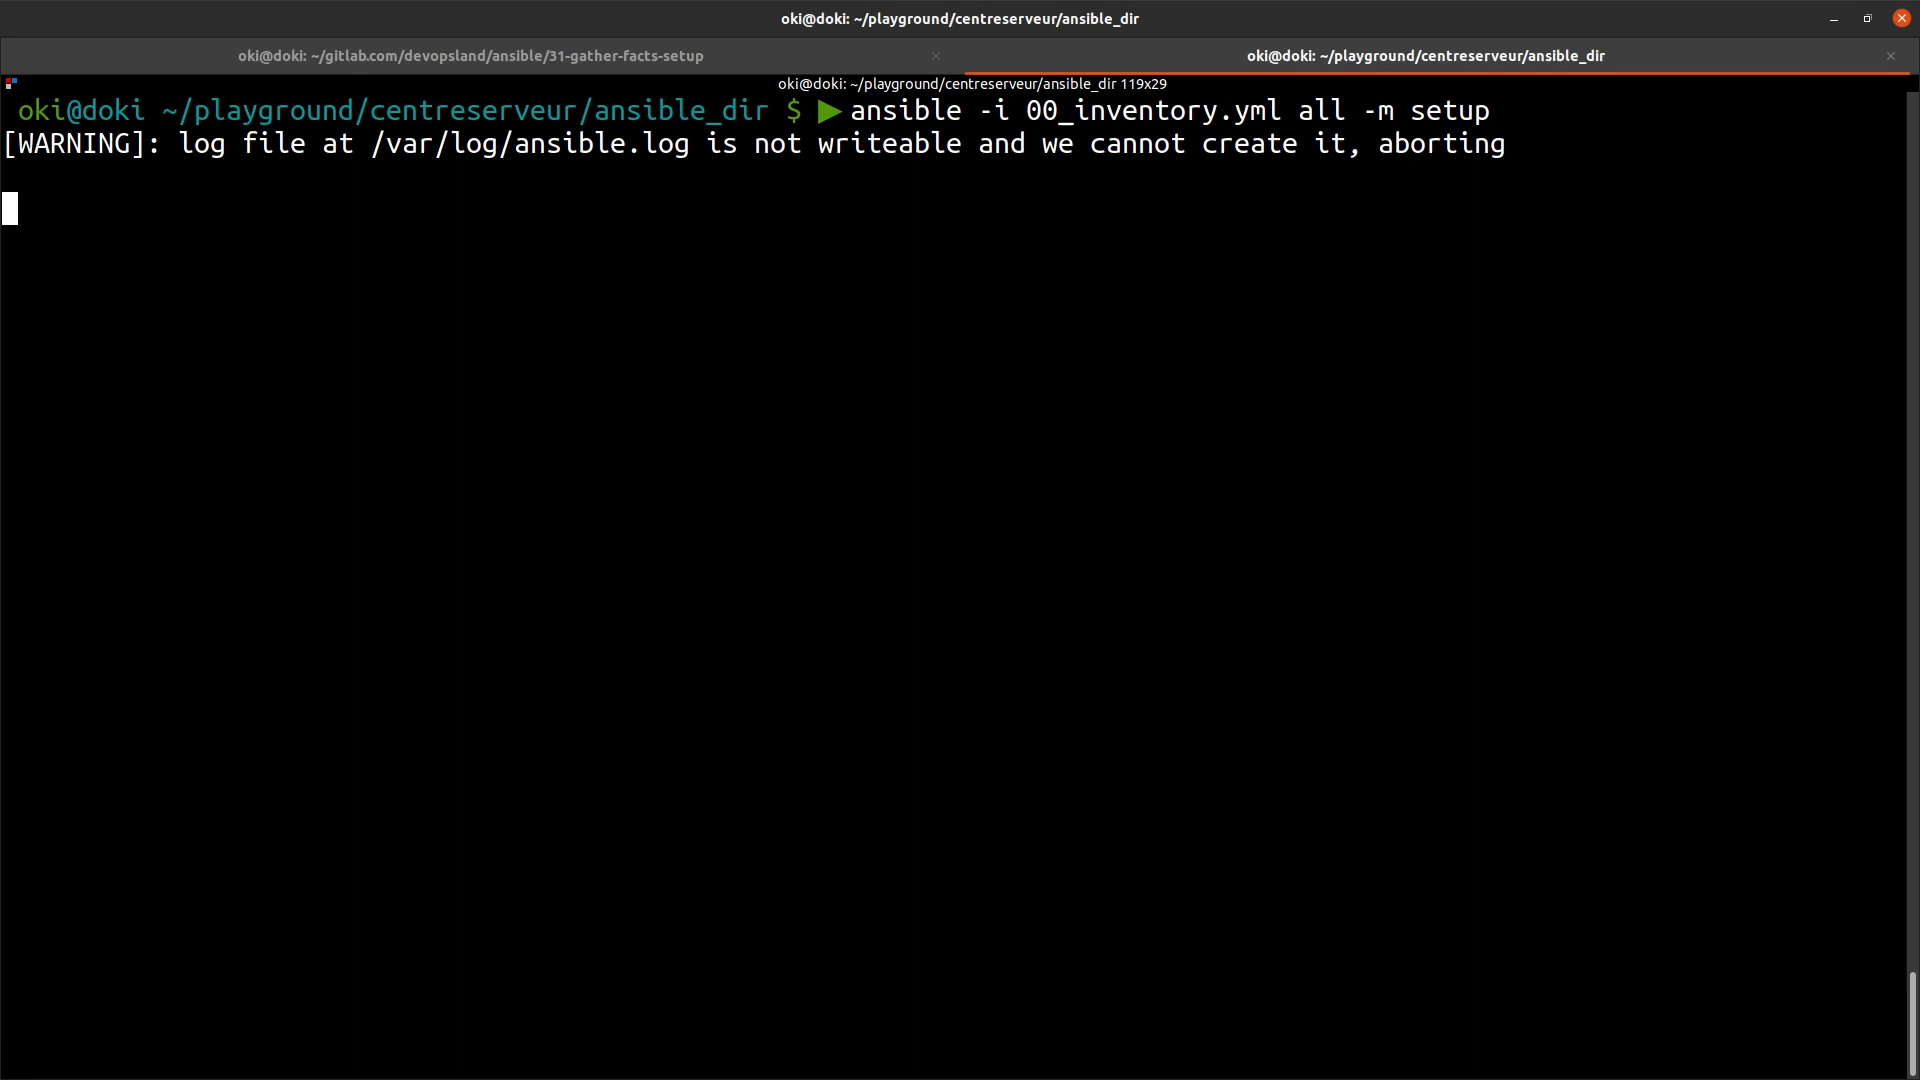 oki@doki: ~/playground/centreserveur/ansible_dir
oki@doki: ~/gitlab.com/devopsland/ansible/31-gather-facts-setup
oki@doki: ~/playground/centreserveur/ansible_dir
oki@doki: ~/playground/centreserveur/ansible_dir 119x29
oki@doki ~/playground/centreserveur/ansible_dir $ ▶ ansible -i 00_inventory.yml all -m setup
[WARNING]: log file at /var/log/ansible.log is not writeable and we cannot create it, aborting